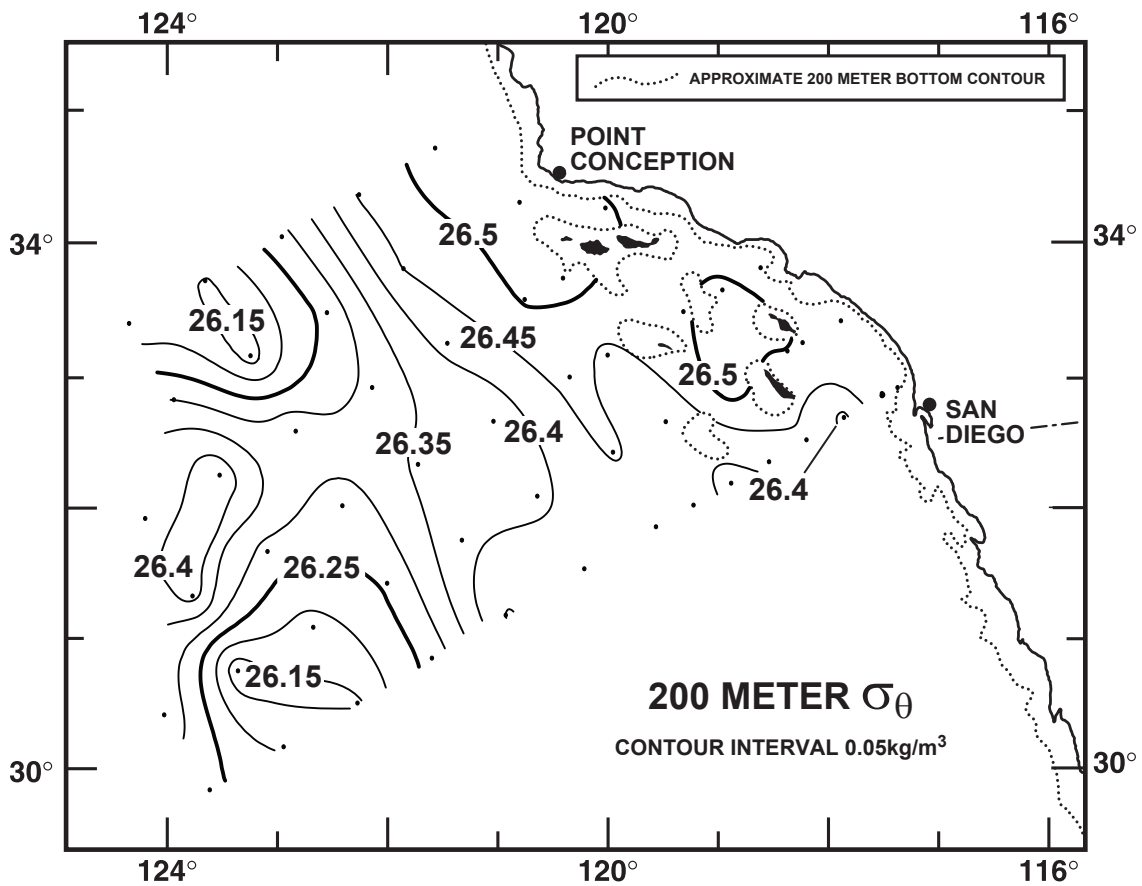 124° 120° 116°
APPROXIMATE 200 METER BOTTOM CONTOUR
POINT
CONCEPTION
34° 26.5 34°
26.15
26.45
26.5
26.4 SAN
26.35 DIEGO
26.4
26.4 26.25
26.15
200 METER σθ
CONTOUR INTERVAL 0.05kg/m³
30° 30°
124° 120° 116°